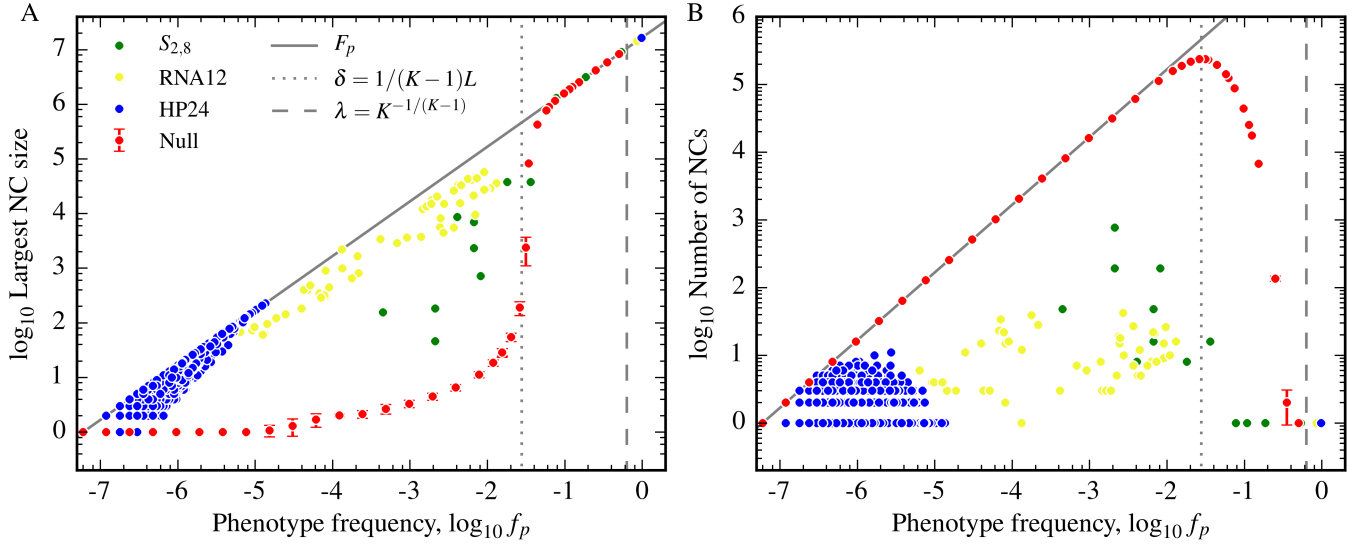 A
7
6
5
4
3
2
1
0
log₁₀ Largest NC size
S₂,₈
RNA12
HP24
Null
Fₚ
δ = 1/(K − 1)L
λ = K^{−1/(K−1)}
-7 -6 -5 -4 -3 -2 -1 0
Phenotype frequency, log₁₀ fₚ
B
6
5
4
3
2
1
0
log₁₀ Number of NCs
-7 -6 -5 -4 -3 -2 -1 0
Phenotype frequency, log₁₀ fₚ